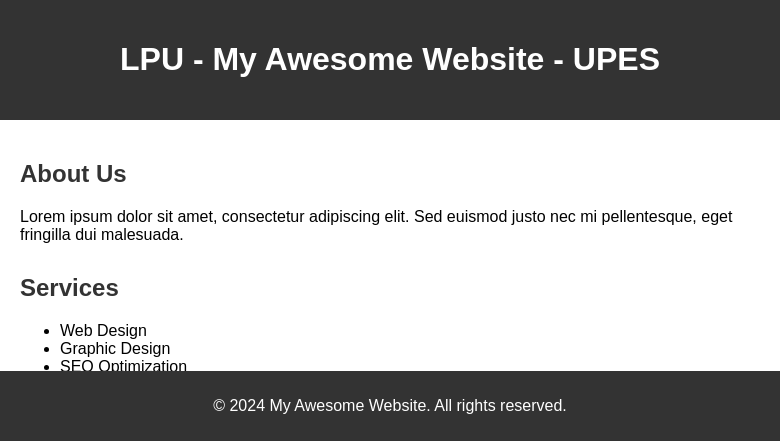 LPU - My Awesome Website - UPES
About Us
Lorem ipsum dolor sit amet, consectetur adipiscing elit. Sed euismod justo nec mi pellentesque, eget
fringilla dui malesuada.
Services
Web Design
Graphic Design
SEO Optimization
© 2024 My Awesome Website. All rights reserved.